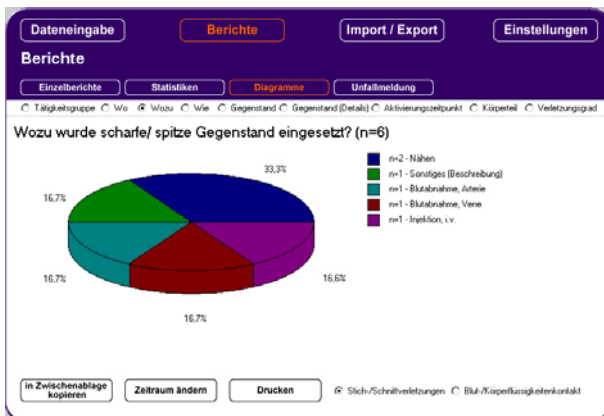 Dateneingabe Berichte Import / Export Einstellungen
Berichte
Einzelberichte Statistiken Diagramme Unfallmeldung
Tätigkeitsgruppe Wo Wozu Wie Gegenstand Gegenstand (Details) Aktivierungszeitpunkt Körperteil Verletzungsgrad
Wozu wurde scharfe/ spitze Gegenstand eingesetzt? (n=6)
33,3%
n=2 - Nähen
n=1 - Sonstiges (Beschreibung)
n=1 - Blutabnahme, Arterie
n=1 - Blutabnahme, Vene
n=1 - Injektion, i.v.
16,7%
16,7%
16,6%
16,7%
in Zwischenablage
kopieren
Zeitraum ändern
Drucken
Stich-/Schnittverletzungen Blut-/Körperflüssigkeitenkontakt